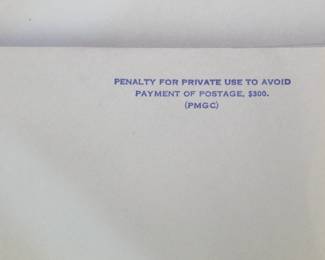 PENALTY FOR PRIVATE USE TO AVOID
PAYMENT OF POSTAGE, $300.
(PMGC)